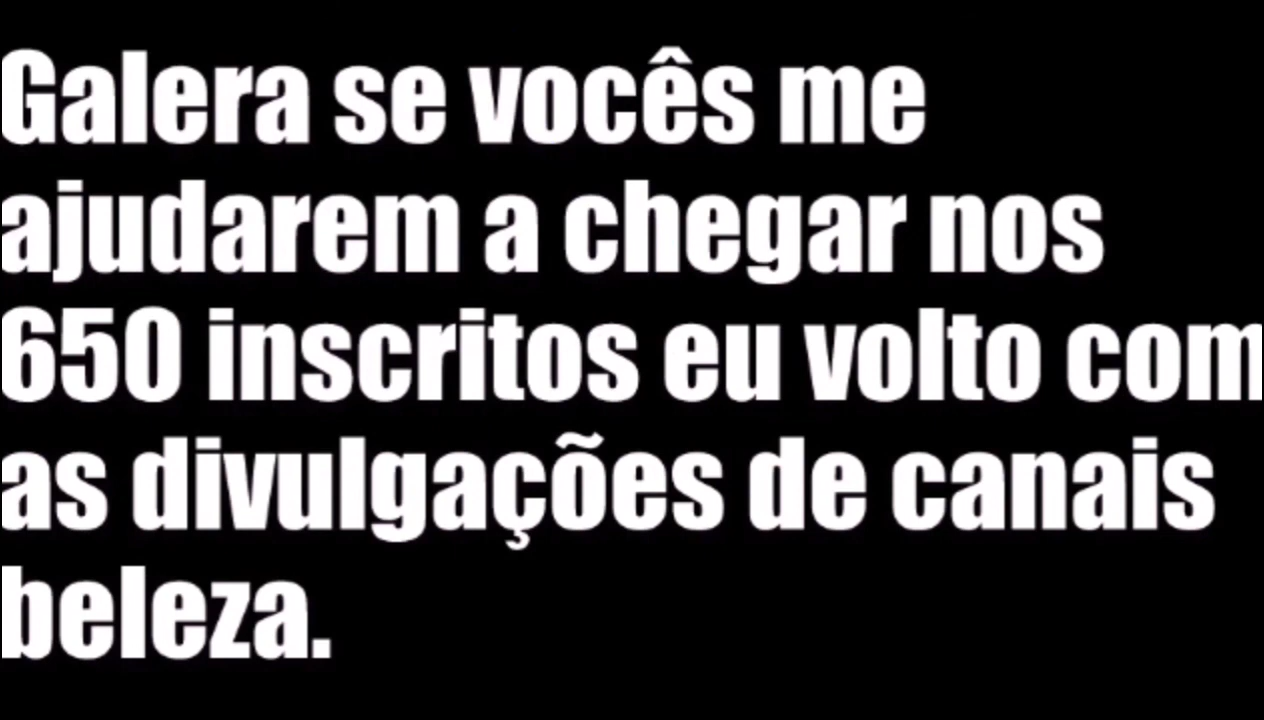 Galera se vocês me
ajudarem a chegar nos
650 inscritos eu volto com
as divulgações de canais
beleza.